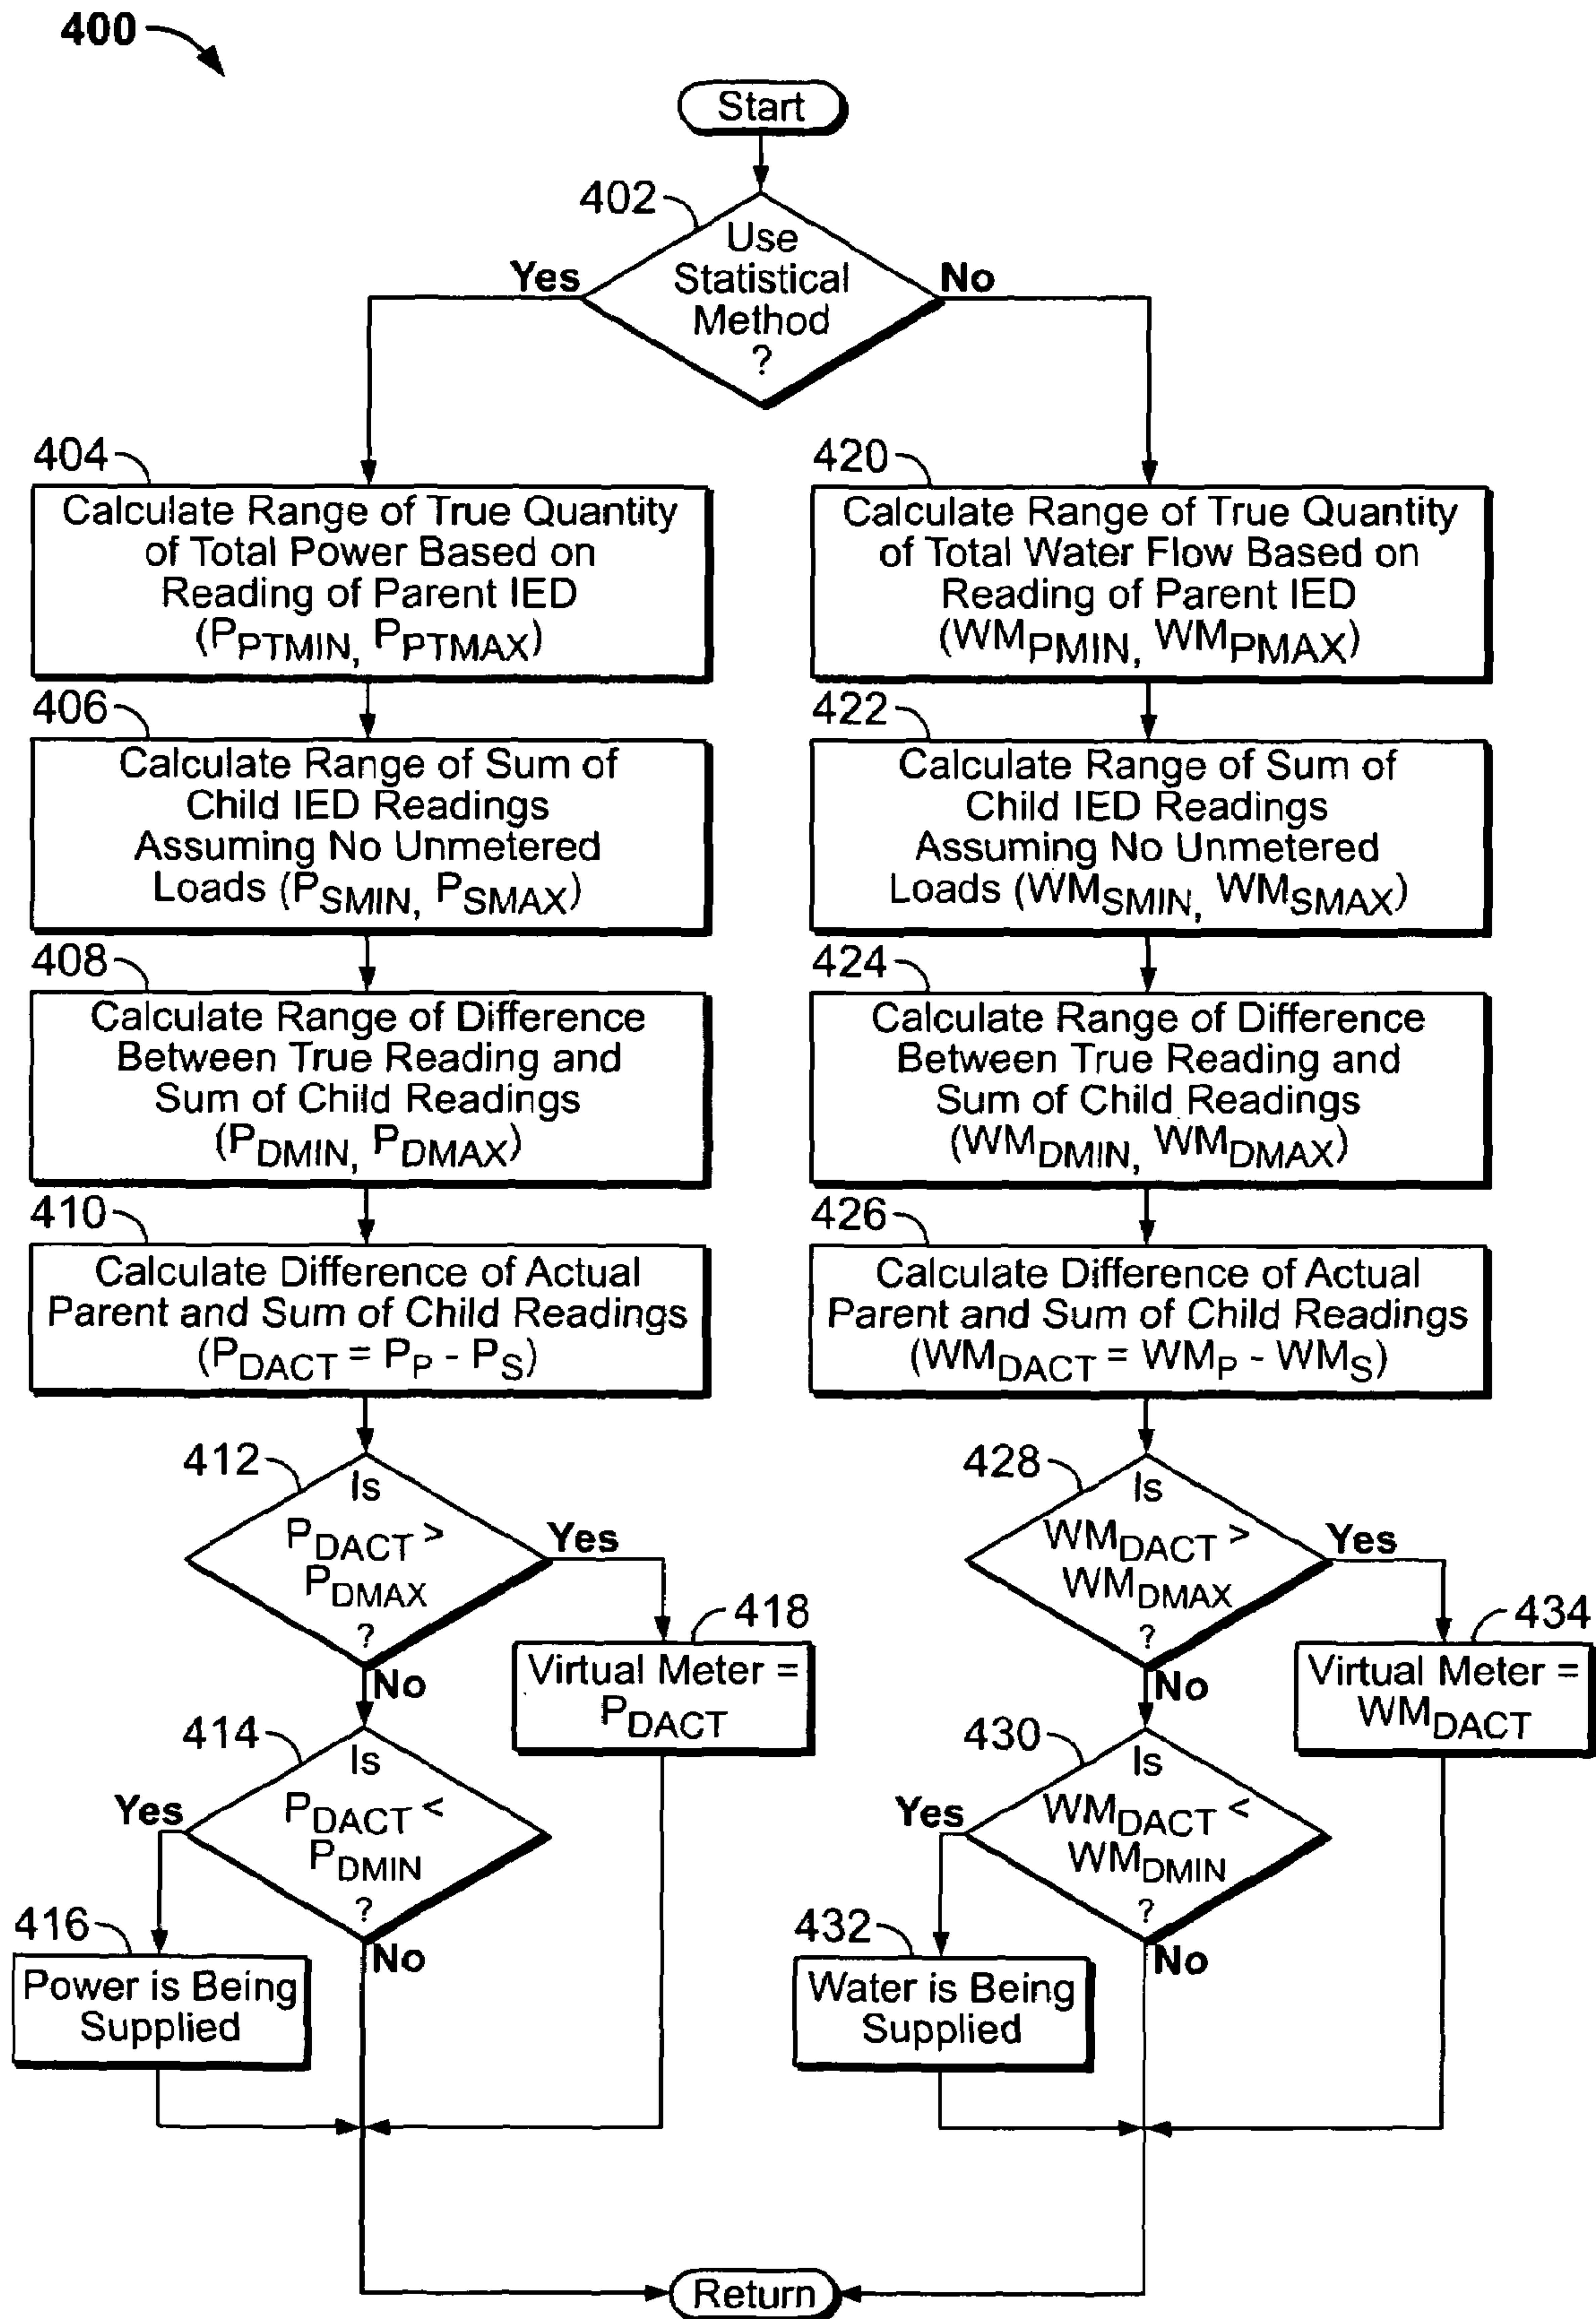 400
Start
402
Use
Statistical
Method
?
Yes
No
404
Calculate Range of True Quantity
of Total Power Based on
Reading of Parent IED
(PPTMIN, PPTMAX)
406
Calculate Range of Sum of
Child IED Readings
Assuming No Unmetered
Loads (PSMIN, PSMAX)
408
Calculate Range of Difference
Between True Reading and
Sum of Child Readings
(PDMIN, PDMAX)
410
Calculate Difference of Actual
Parent and Sum of Child Readings
(PDACT = PP - PS)
412
Is
PDACT >
PDMAX
?
Yes
No
418
Virtual Meter =
PDACT
414
Is
PDACT <
PDMIN
?
Yes
No
416
Power is Being
Supplied
420
Calculate Range of True Quantity
of Total Water Flow Based on
Reading of Parent IED
(WMPMIN, WMPMAX)
422
Calculate Range of Sum of
Child IED Readings
Assuming No Unmetered
Loads (WMSMIN, WMSMAX)
424
Calculate Range of Difference
Between True Reading and
Sum of Child Readings
(WMDMIN, WMDMAX)
426
Calculate Difference of Actual
Parent and Sum of Child Readings
(WMDACT = WMP - WMS)
428
Is
WMDACT >
WMDMAX
?
Yes
No
434
Virtual Meter =
WMDACT
430
Is
WMDACT <
WMDMIN
?
Yes
No
432
Water is Being
Supplied
Return